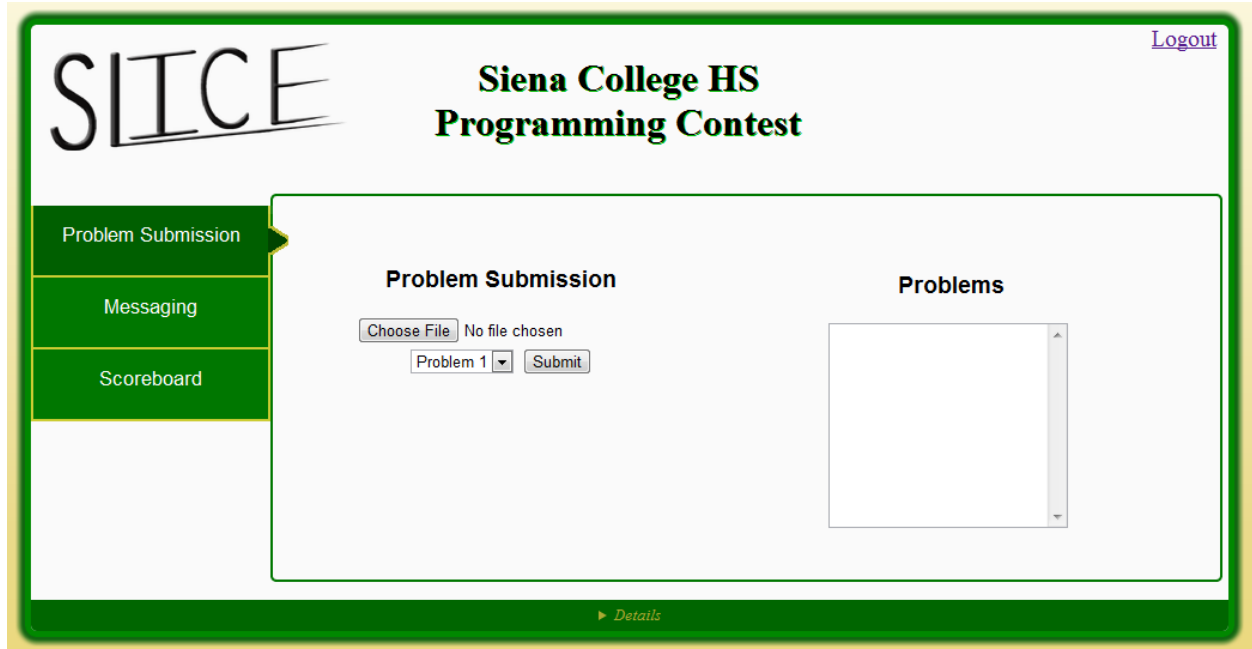 SLICE
Logout
Siena College HS
Programming Contest
Problem Submission
Messaging
Scoreboard
Problem Submission
Choose File No file chosen
Problem 1 Submit
Problems
Details